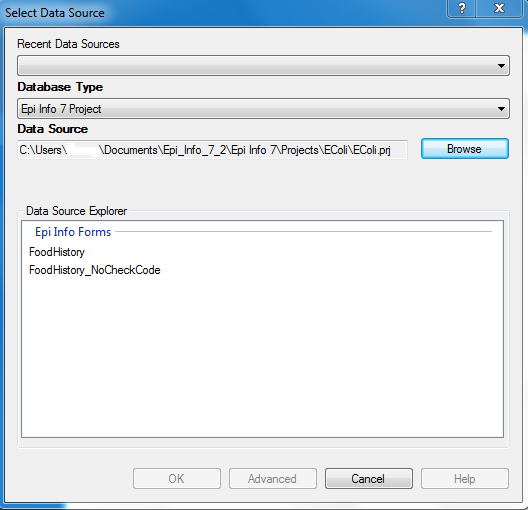 Select Data Source
?
Recent Data Sources
Database Type
Epi Info 7 Project
Data Source
C:\Users\ \Documents\Epi_Info_7_2\Epi Info 7\Projects\EColi\EColi.prj
Browse
Data Source Explorer
Epi Info Forms
FoodHistory
FoodHistory_NoCheckCode
OK
Advanced
Cancel
Help